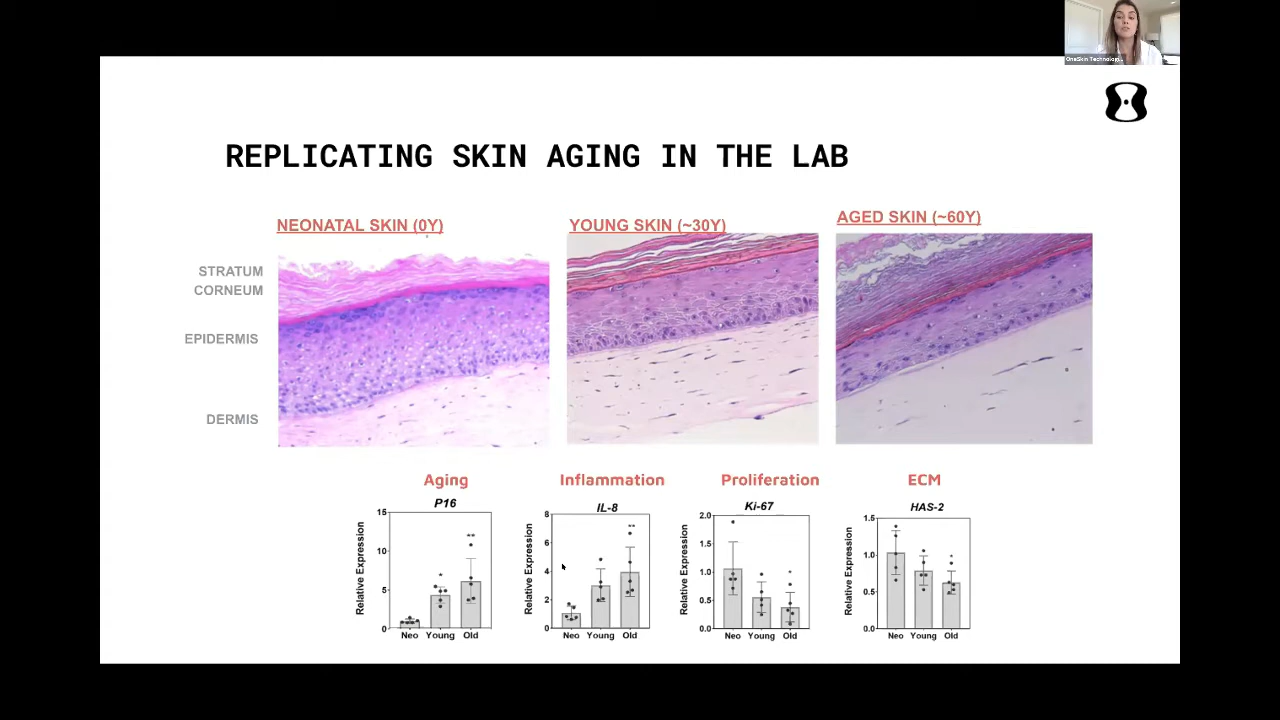 OneSkin Technolog...
REPLICATING SKIN AGING IN THE LAB
NEONATAL SKIN (0Y)
YOUNG SKIN (~30Y)
AGED SKIN (~60Y)
STRATUM
CORNEUM
EPIDERMIS
DERMIS
Aging
P16
Relative Expression
15
10
5
0
*
**
Neo Young Old
Inflammation
IL-8
Relative Expression
8
6
4
2
0
**
Neo Young Old
Proliferation
Ki-67
Relative Expression
2.0
1.5
1.0
0.5
0.0
*
Neo Young Old
ECM
HAS-2
Relative Expression
1.5
1.0
0.5
0.0
*
Neo Young Old